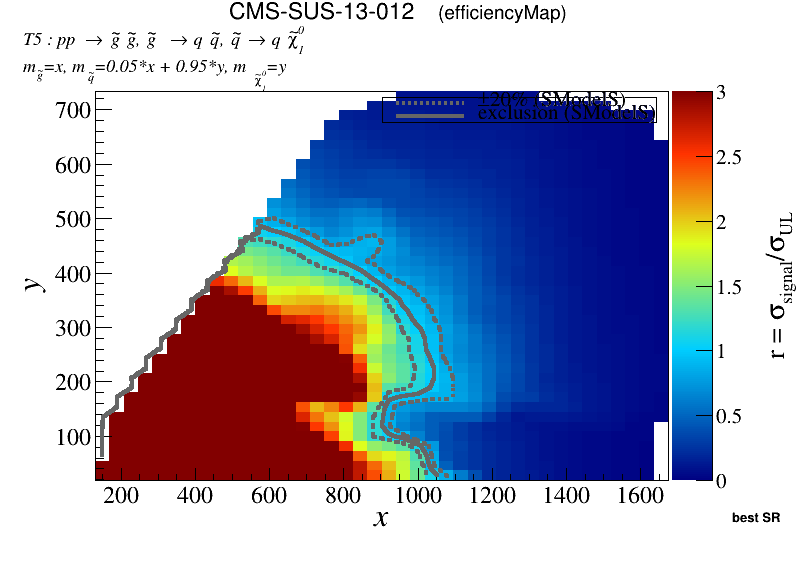 CMS-SUS-13-012 (efficiencyMap)
T5 : pp → g̃ g̃, g̃ → q q̃, q̃ → q χ̃₁⁰
m_g̃=x, m_q̃=0.05*x + 0.95*y, m_χ̃₁⁰=y
±20% (SModelS)
exclusion (SModelS)
700
600
500
400
300
200
100
y
200 400 600 800 1000 1200 1400 1600
x
3
2.5
2
1.5
1
0.5
0
r = σ_signal/σ_UL
best SR